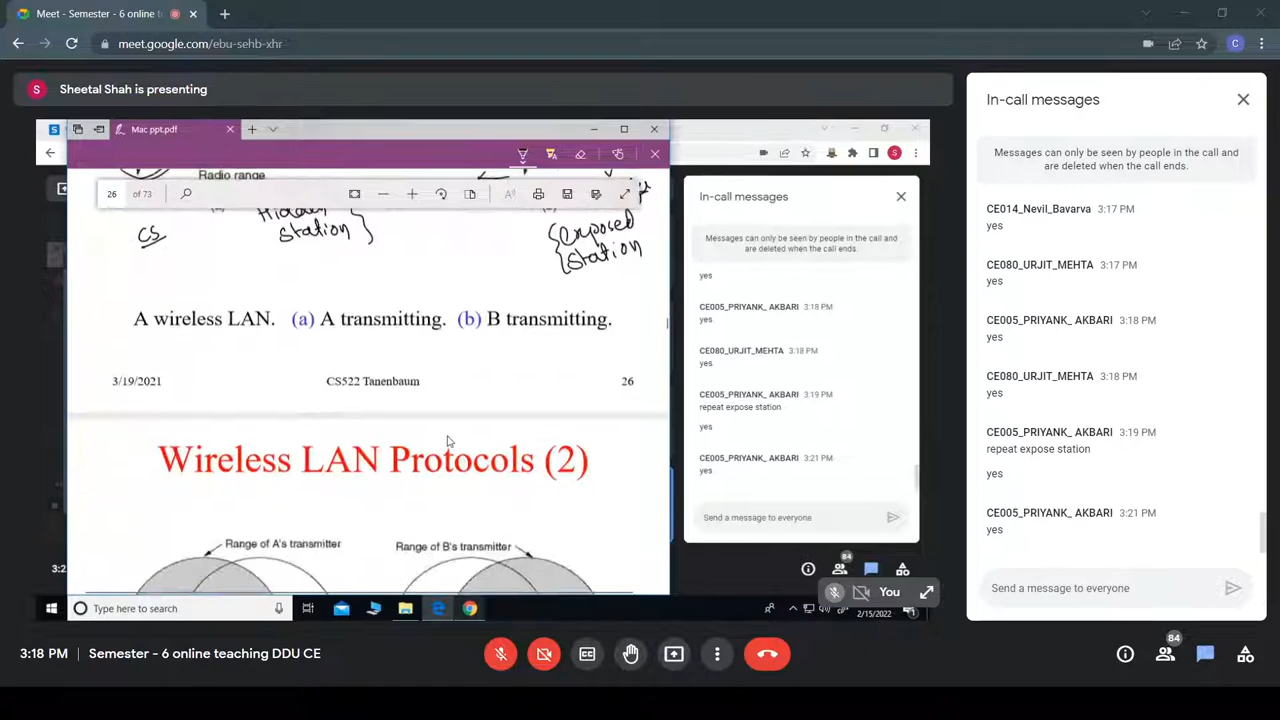 Meet - Semester - 6 online t
meet.google.com/ebu-sehb-xhr
C
S
Sheetal Shah is presenting
Mac ppt.pdf
26 of 73
Radio range
CS
Hidden
station
exposed
station
A wireless LAN. (a) A transmitting. (b) B transmitting.
3/19/2021 CS522 Tanenbaum 26
Wireless LAN Protocols (2)
Range of A's transmitter
Range of B's transmitter
S
In-call messages
Messages can only be seen by people in the call and
are deleted when the call ends.
yes
CE005_PRIYANK_ AKBARI 3:18 PM
yes
CE080_URJIT_MEHTA 3:18 PM
yes
CE005_PRIYANK_ AKBARI 3:19 PM
repeat expose station
yes
CE005_PRIYANK_ AKBARI 3:21 PM
yes
Send a message to everyone
84
You
Type here to search
2/15/2022
In-call messages
Messages can only be seen by people in the call and
are deleted when the call ends.
CE014_Nevil_Bavarva 3:17 PM
yes
CE080_URJIT_MEHTA 3:17 PM
yes
CE005_PRIYANK_ AKBARI 3:18 PM
yes
CE080_URJIT_MEHTA 3:18 PM
yes
CE005_PRIYANK_ AKBARI 3:19 PM
repeat expose station
yes
CE005_PRIYANK_ AKBARI 3:21 PM
yes
Send a message to everyone
3:18 PM Semester - 6 online teaching DDU CE
84